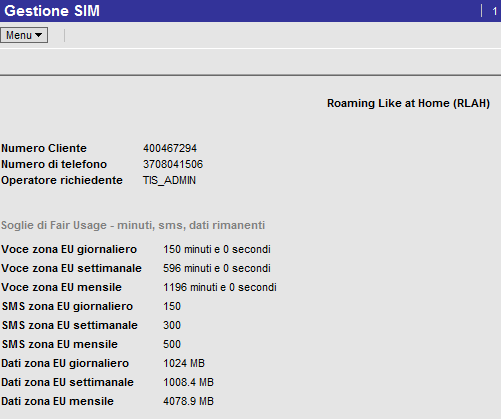 Gestione SIM 1
Menu
Roaming Like at Home (RLAH)
Numero Cliente 400467294
Numero di telefono 3708041506
Operatore richiedente TIS_ADMIN
Soglie di Fair Usage - minuti, sms, dati rimanenti
Voce zona EU giornaliero 150 minuti e 0 secondi
Voce zona EU settimanale 596 minuti e 0 secondi
Voce zona EU mensile 1196 minuti e 0 secondi
SMS zona EU giornaliero 150
SMS zona EU settimanale 300
SMS zona EU mensile 500
Dati zona EU giornaliero 1024 MB
Dati zona EU settimanale 1008.4 MB
Dati zona EU mensile 4078.9 MB